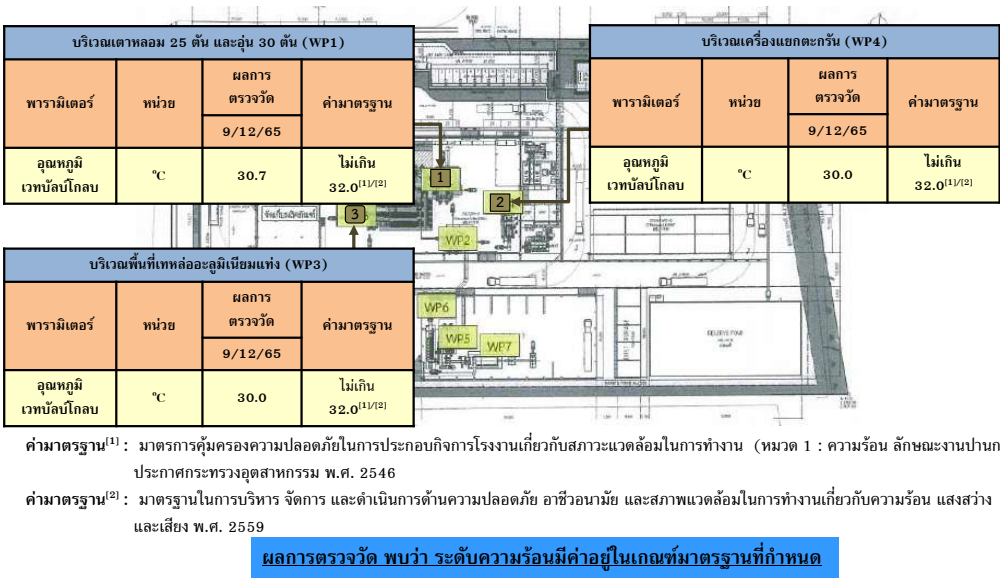 บริเวณเตาหลอม 25 ตัน และอุ่น 30 ตัน (WP1)
พารามิเตอร์ หน่วย ผลการ ค่ามาตรฐาน
ตรวจวัด
9/12/65
อุณหภูมิ °C 30.7 ไม่เกิน
เวทบัลบ์โกลบ 32.0[1]/[2]
บริเวณเครื่องแยกตะกรัน (WP4)
พารามิเตอร์ หน่วย ผลการ ค่ามาตรฐาน
ตรวจวัด
9/12/65
อุณหภูมิ °C 30.0 ไม่เกิน
เวทบัลบ์โกลบ 32.0[1]/[2]
1
2
3
WP2
บริเวณพื้นที่เทหล่ออะลูมิเนียมแท่ง (WP3)
พารามิเตอร์ หน่วย ผลการ ค่ามาตรฐาน
ตรวจวัด
9/12/65
อุณหภูมิ °C 30.0 ไม่เกิน
เวทบัลบ์โกลบ 32.0[1]/[2]
WP6
WP5
WP7
ค่ามาตรฐาน[1] : มาตรการคุ้มครองความปลอดภัยในการประกอบกิจการโรงงานเกี่ยวกับสภาวะแวดล้อมในการทำงาน (หมวด 1 : ความร้อน ลักษณะงานปานก
ประกาศกระทรวงอุตสาหกรรม พ.ศ. 2546
ค่ามาตรฐาน[2] : มาตรฐานในการบริหาร จัดการ และดำเนินการด้านความปลอดภัย อาชีวอนามัย และสภาพแวดล้อมในการทำงานเกี่ยวกับความร้อน แสงสว่าง
และเสียง พ.ศ. 2559
ผลการตรวจวัด พบว่า ระดับความร้อนมีค่าอยู่ในเกณฑ์มาตรฐานที่กำหนด